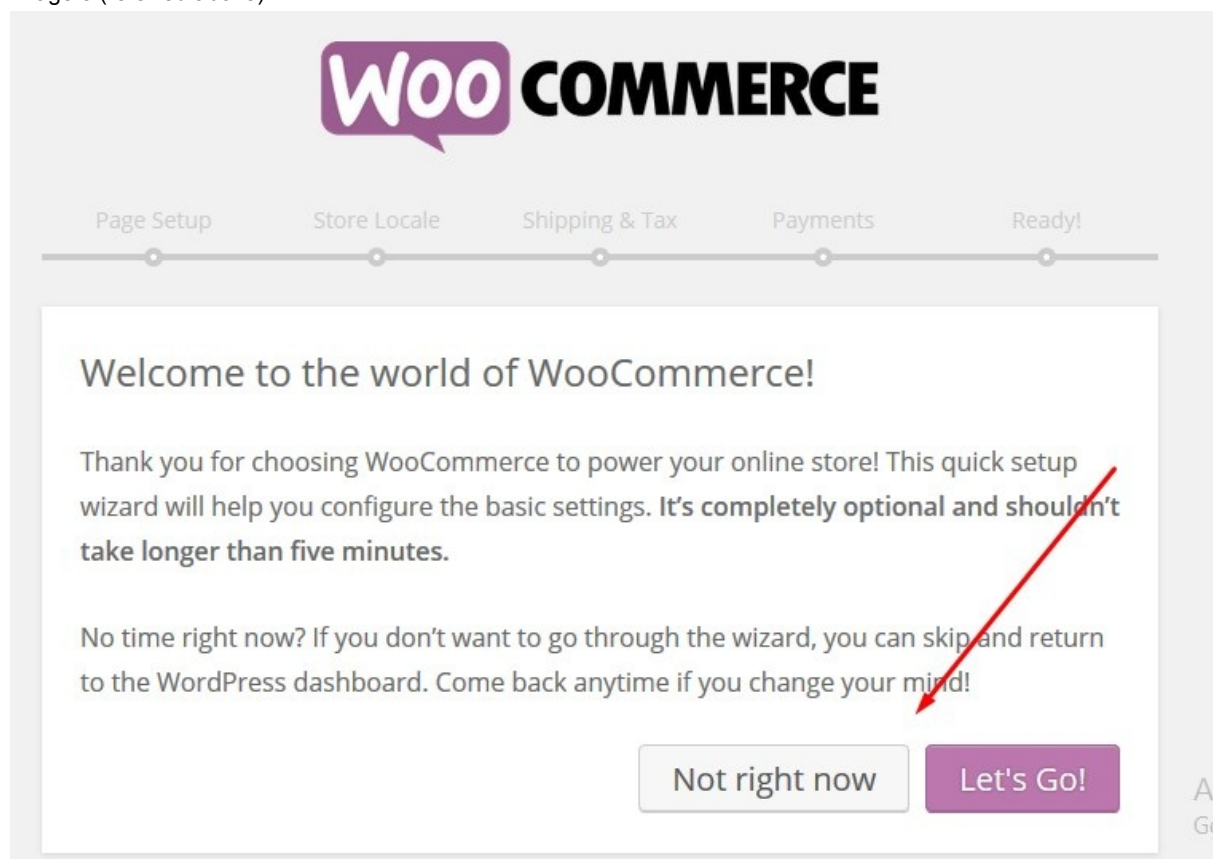 WOO COMMERCE
Page Setup Store Locale Shipping & Tax Payments Ready!
Welcome to the world of WooCommerce!
Thank you for choosing WooCommerce to power your online store! This quick setup
wizard will help you configure the basic settings. It’s completely optional and shouldn’t
take longer than five minutes.
No time right now? If you don’t want to go through the wizard, you can skip and return
to the WordPress dashboard. Come back anytime if you change your mind!
Not right now Let's Go!